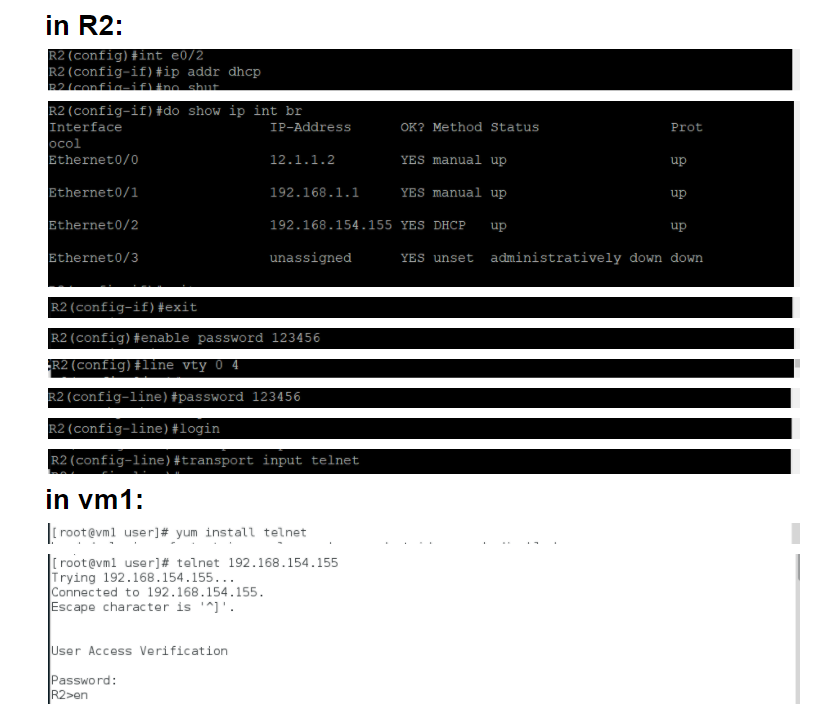 in R2:
R2(config)#int e0/2
R2(config-if)#ip addr dhcp
R2(config-if)#no shut
R2(config-if)#do show ip int br
Interface IP-Address OK? Method Status Prot
ocol
Ethernet0/0 12.1.1.2 YES manual up up
Ethernet0/1 192.168.1.1 YES manual up up
Ethernet0/2 192.168.154.155 YES DHCP up up
Ethernet0/3 unassigned YES unset administratively down down
R2(config-if)#exit
R2(config)#enable password 123456
R2(config)#line vty 0 4
R2(config-line)#password 123456
R2(config-line)#login
R2(config-line)#transport input telnet
in vm1:
[root@vm1 user]# yum install telnet
[root@vm1 user]# telnet 192.168.154.155
Trying 192.168.154.155...
Connected to 192.168.154.155.
Escape character is '^]'.
User Access Verification
Password:
R2>en